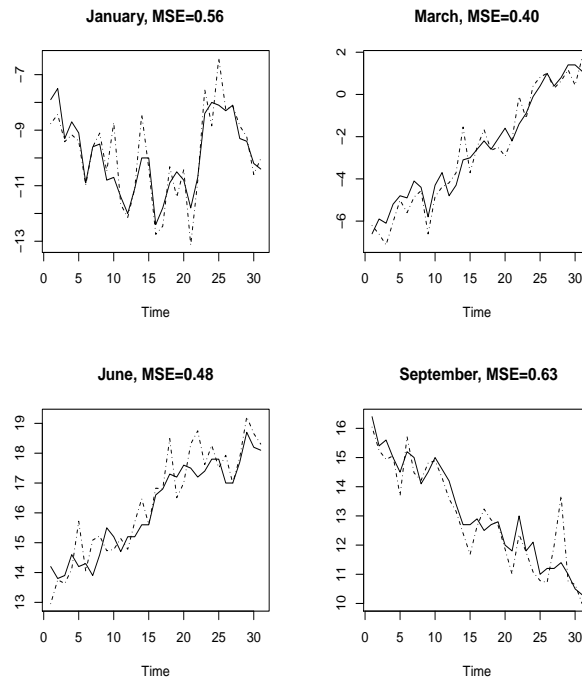 January, MSE=0.56
−7
−9
−11
−13
0 5 10 15 20 25 30
Time
March, MSE=0.40
2
0
−2
−4
−6
0 5 10 15 20 25 30
Time
June, MSE=0.48
19
18
17
16
15
14
13
0 5 10 15 20 25 30
Time
September, MSE=0.63
16
15
14
13
12
11
10
0 5 10 15 20 25 30
Time